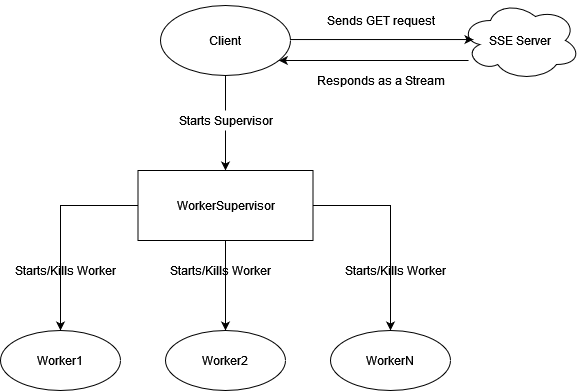 Sends GET request
Client
SSE Server
Responds as a Stream
Starts Supervisor
WorkerSupervisor
Starts/Kills Worker
Starts/Kills Worker
Starts/Kills Worker
Worker1
Worker2
WorkerN